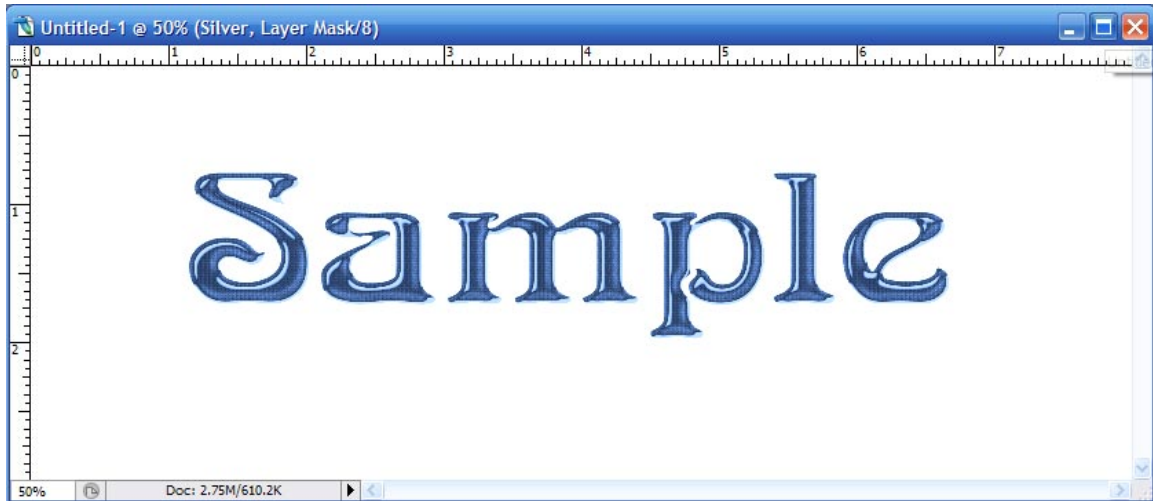 Untitled-1 @ 50% (Silver, Layer Mask/8)
0 1 2 3 4 5 6 7
0
Sample
1
2
50% Doc: 2.75M/610.2K